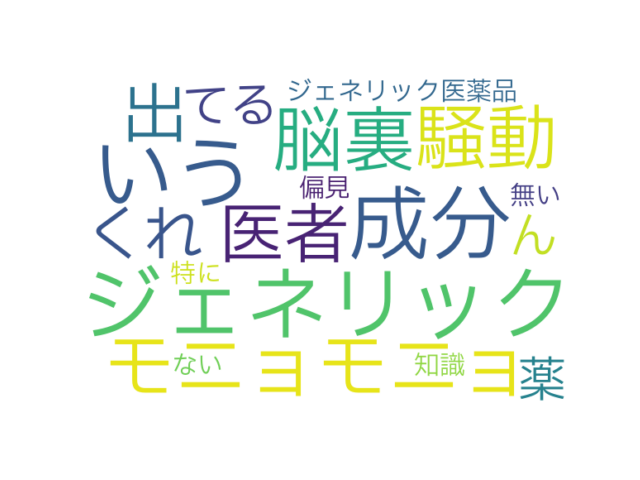 ジェネリック医薬品
出 てる 脳裏 騒動
いう 偏見 無い
くれ 医者 成分 ん
特に
ジェネリック
モニョモニョ
ない 知識 薬